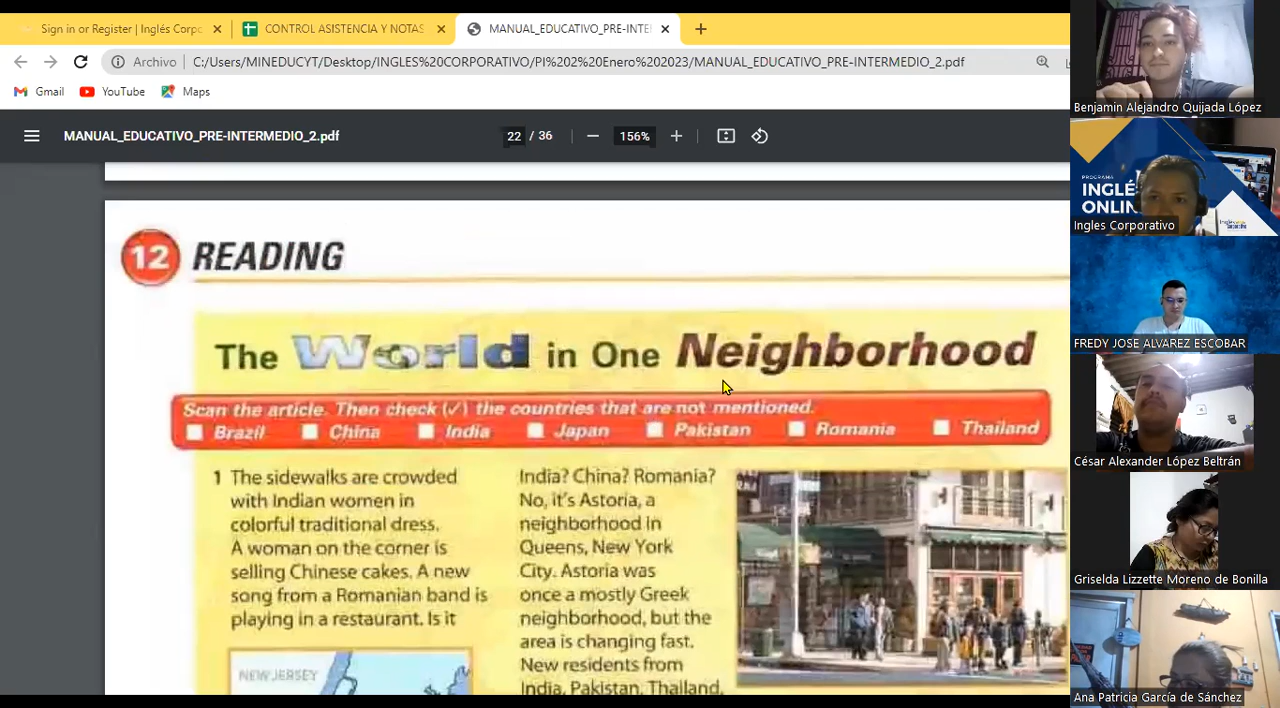 Sign in or Register | Inglés Corpo
CONTROL ASISTENCIA Y NOTAS
MANUAL_EDUCATIVO_PRE-INTE
Archivo
C:/Users/MINEDUCYT/Desktop/INGLES%20CORPORATIVO/PI%202%20Enero%202023/MANUAL_EDUCATIVO_PRE-INTERMEDIO_2.pdf
Gmail
YouTube
Maps
MANUAL_EDUCATIVO_PRE-INTERMEDIO_2.pdf
22 / 36
156%
12 READING
The World in One Neighborhood
Scan the article. Then check (✓) the countries that are not mentioned.
Brazil China India Japan Pakistan Romania Thailand
1 The sidewalks are crowded
with Indian women in
colorful traditional dress.
A woman on the corner is
selling Chinese cakes. A new
song from a Romanian band is
playing in a restaurant. Is it
NEW JERSEY
India? China? Romania?
No, it's Astoria, a
neighborhood in
Queens, New York
City. Astoria was
once a mostly Greek
neighborhood, but the
area is changing fast.
New residents from
India, Pakistan, Thailand,
Benjamin Alejandro Quijada López
PROGRAMA
INGLÉ
ONLIN
Ingles Corporativo
FREDY JOSE ALVAREZ ESCOBAR
César Alexander López Beltrán
Griselda Lizzette Moreno de Bonilla
Ana Patricia García de Sánchez